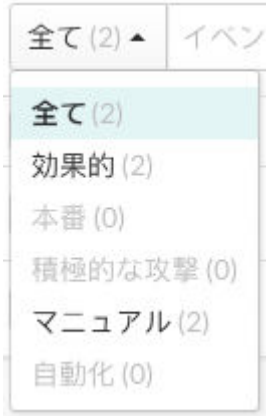 全て (2) ▲ イベン
全て (2)
効果的 (2)
本番 (0)
積極的な攻撃 (0)
マニュアル (2)
自動化 (0)